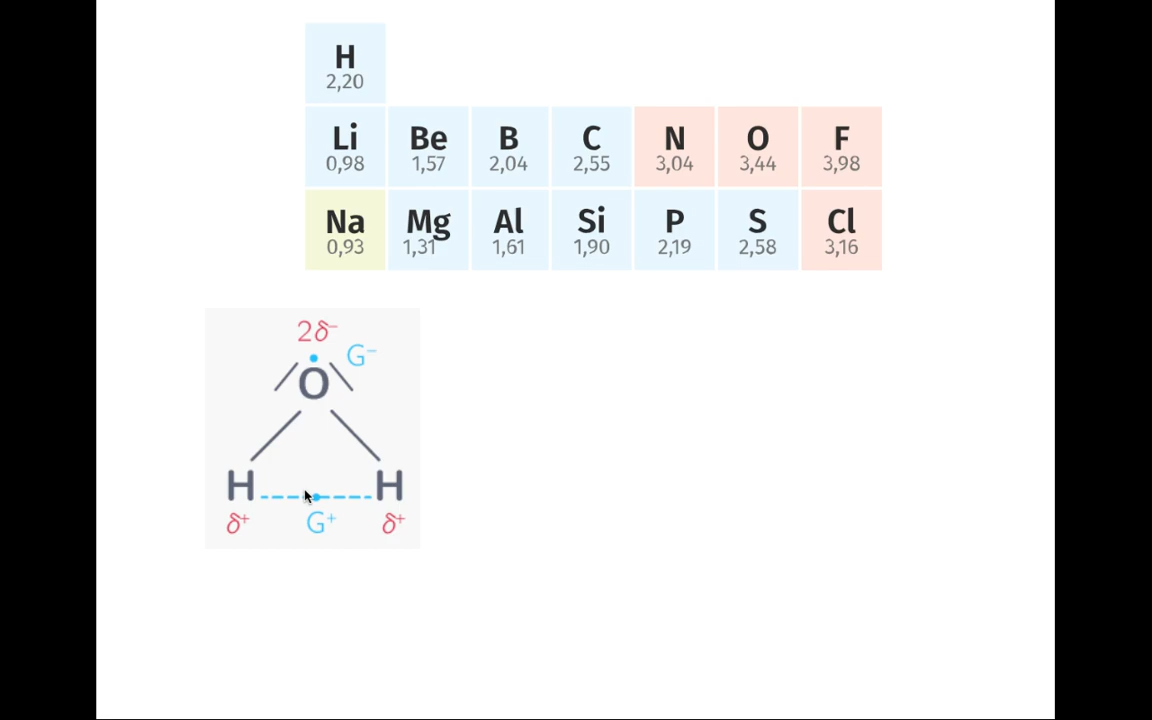 H
2,20
Li Be B C N O F
0,98 1,57 2,04 2,55 3,04 3,44 3,98
Na Mg Al Si P S Cl
0,93 1,31 1,61 1,90 2,19 2,58 3,16
2δ⁻
G⁻
O
H H
δ⁺ G⁺ δ⁺